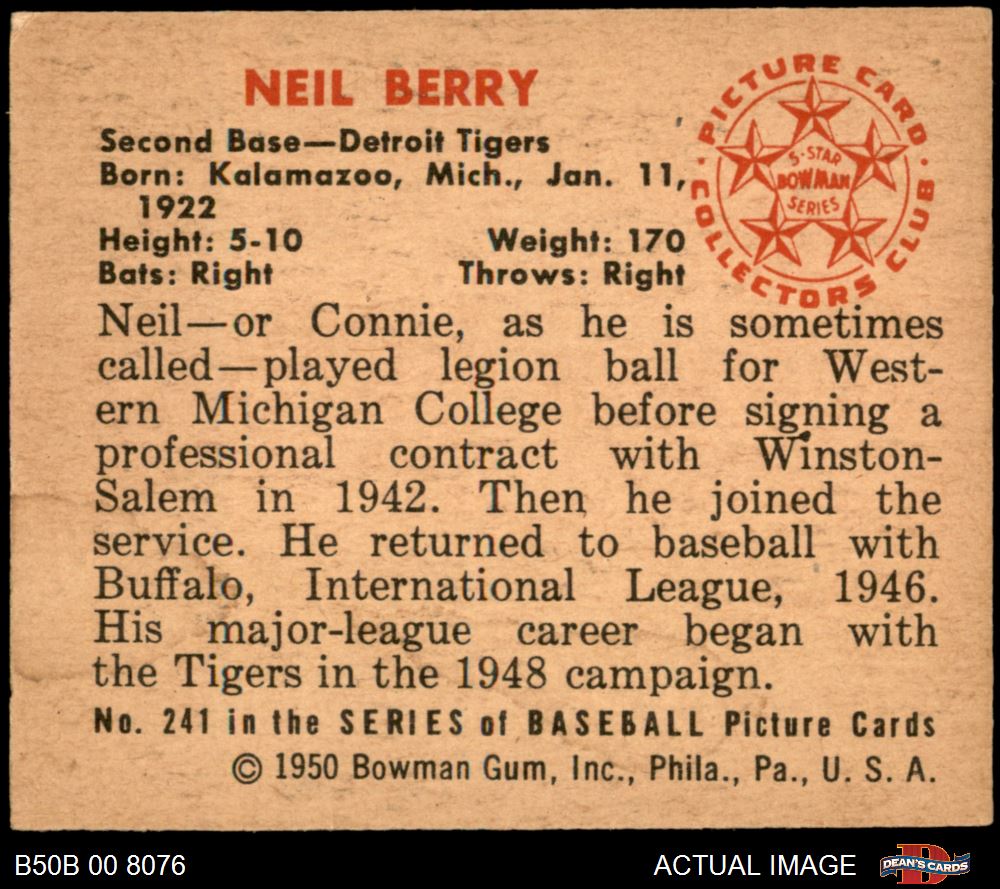 NEIL BERRY
Second Base—Detroit Tigers
Born: Kalamazoo, Mich., Jan. 11,
1922
Height: 5-10 Weight: 170
Bats: Right Throws: Right
PICTURE CARD
COLLECTORS CLUB
5-STAR
BOWMAN
SERIES
Neil—or Connie, as he is sometimes
called—played legion ball for West-
ern Michigan College before signing a
professional contract with Winston-
Salem in 1942. Then he joined the
service. He returned to baseball with
Buffalo, International League, 1946.
His major-league career began with
the Tigers in the 1948 campaign.
No. 241 in the SERIES of BASEBALL Picture Cards
© 1950 Bowman Gum, Inc., Phila., Pa., U. S. A.
B50B 00 8076 ACTUAL IMAGE
D
DEAN'S CARDS